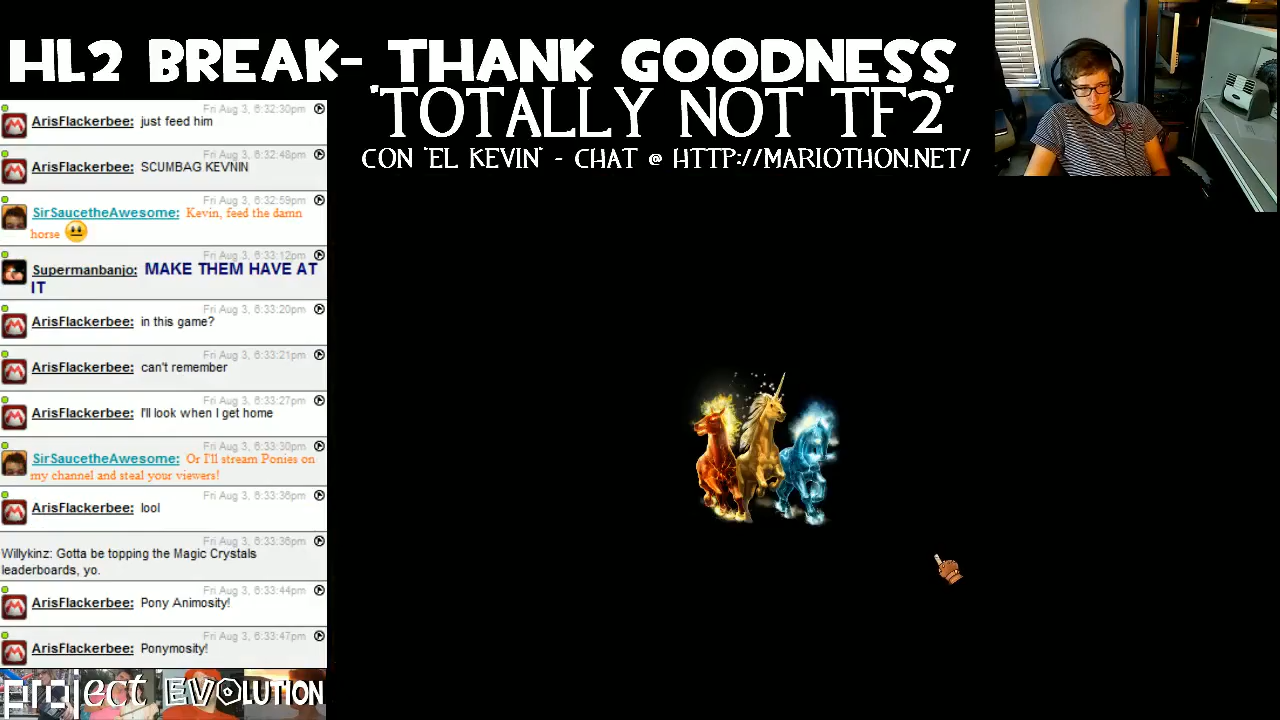 HL2 BREAK- THANK GOODNESS
"TOTALLY NOT TF2"
CON "EL KEVIN" - CHAT @ HTTP://MARIOTHON.NET/
Fri Aug 3, 6:32:30pm
ArisFlackerbee: just feed him
Fri Aug 3, 6:32:48pm
ArisFlackerbee: SCUMBAG KEVNIN
Fri Aug 3, 6:32:59pm
SirSaucetheAwesome: Kevin, feed the damn
horse
Fri Aug 3, 6:33:12pm
Supermanbanjo: MAKE THEM HAVE AT
IT
Fri Aug 3, 6:33:20pm
ArisFlackerbee: in this game?
Fri Aug 3, 6:33:21pm
ArisFlackerbee: can't remember
Fri Aug 3, 6:33:27pm
ArisFlackerbee: I'll look when I get home
Fri Aug 3, 6:33:30pm
SirSaucetheAwesome: Or I'll stream Ponies on
my channel and steal your viewers!
Fri Aug 3, 6:33:36pm
ArisFlackerbee: lool
Fri Aug 3, 6:33:36pm
Willykinz: Gotta be topping the Magic Crystals
leaderboards, yo.
Fri Aug 3, 6:33:44pm
ArisFlackerbee: Pony Animosity!
Fri Aug 3, 6:33:47pm
ArisFlackerbee: Ponymosity!
project EVOLUTION